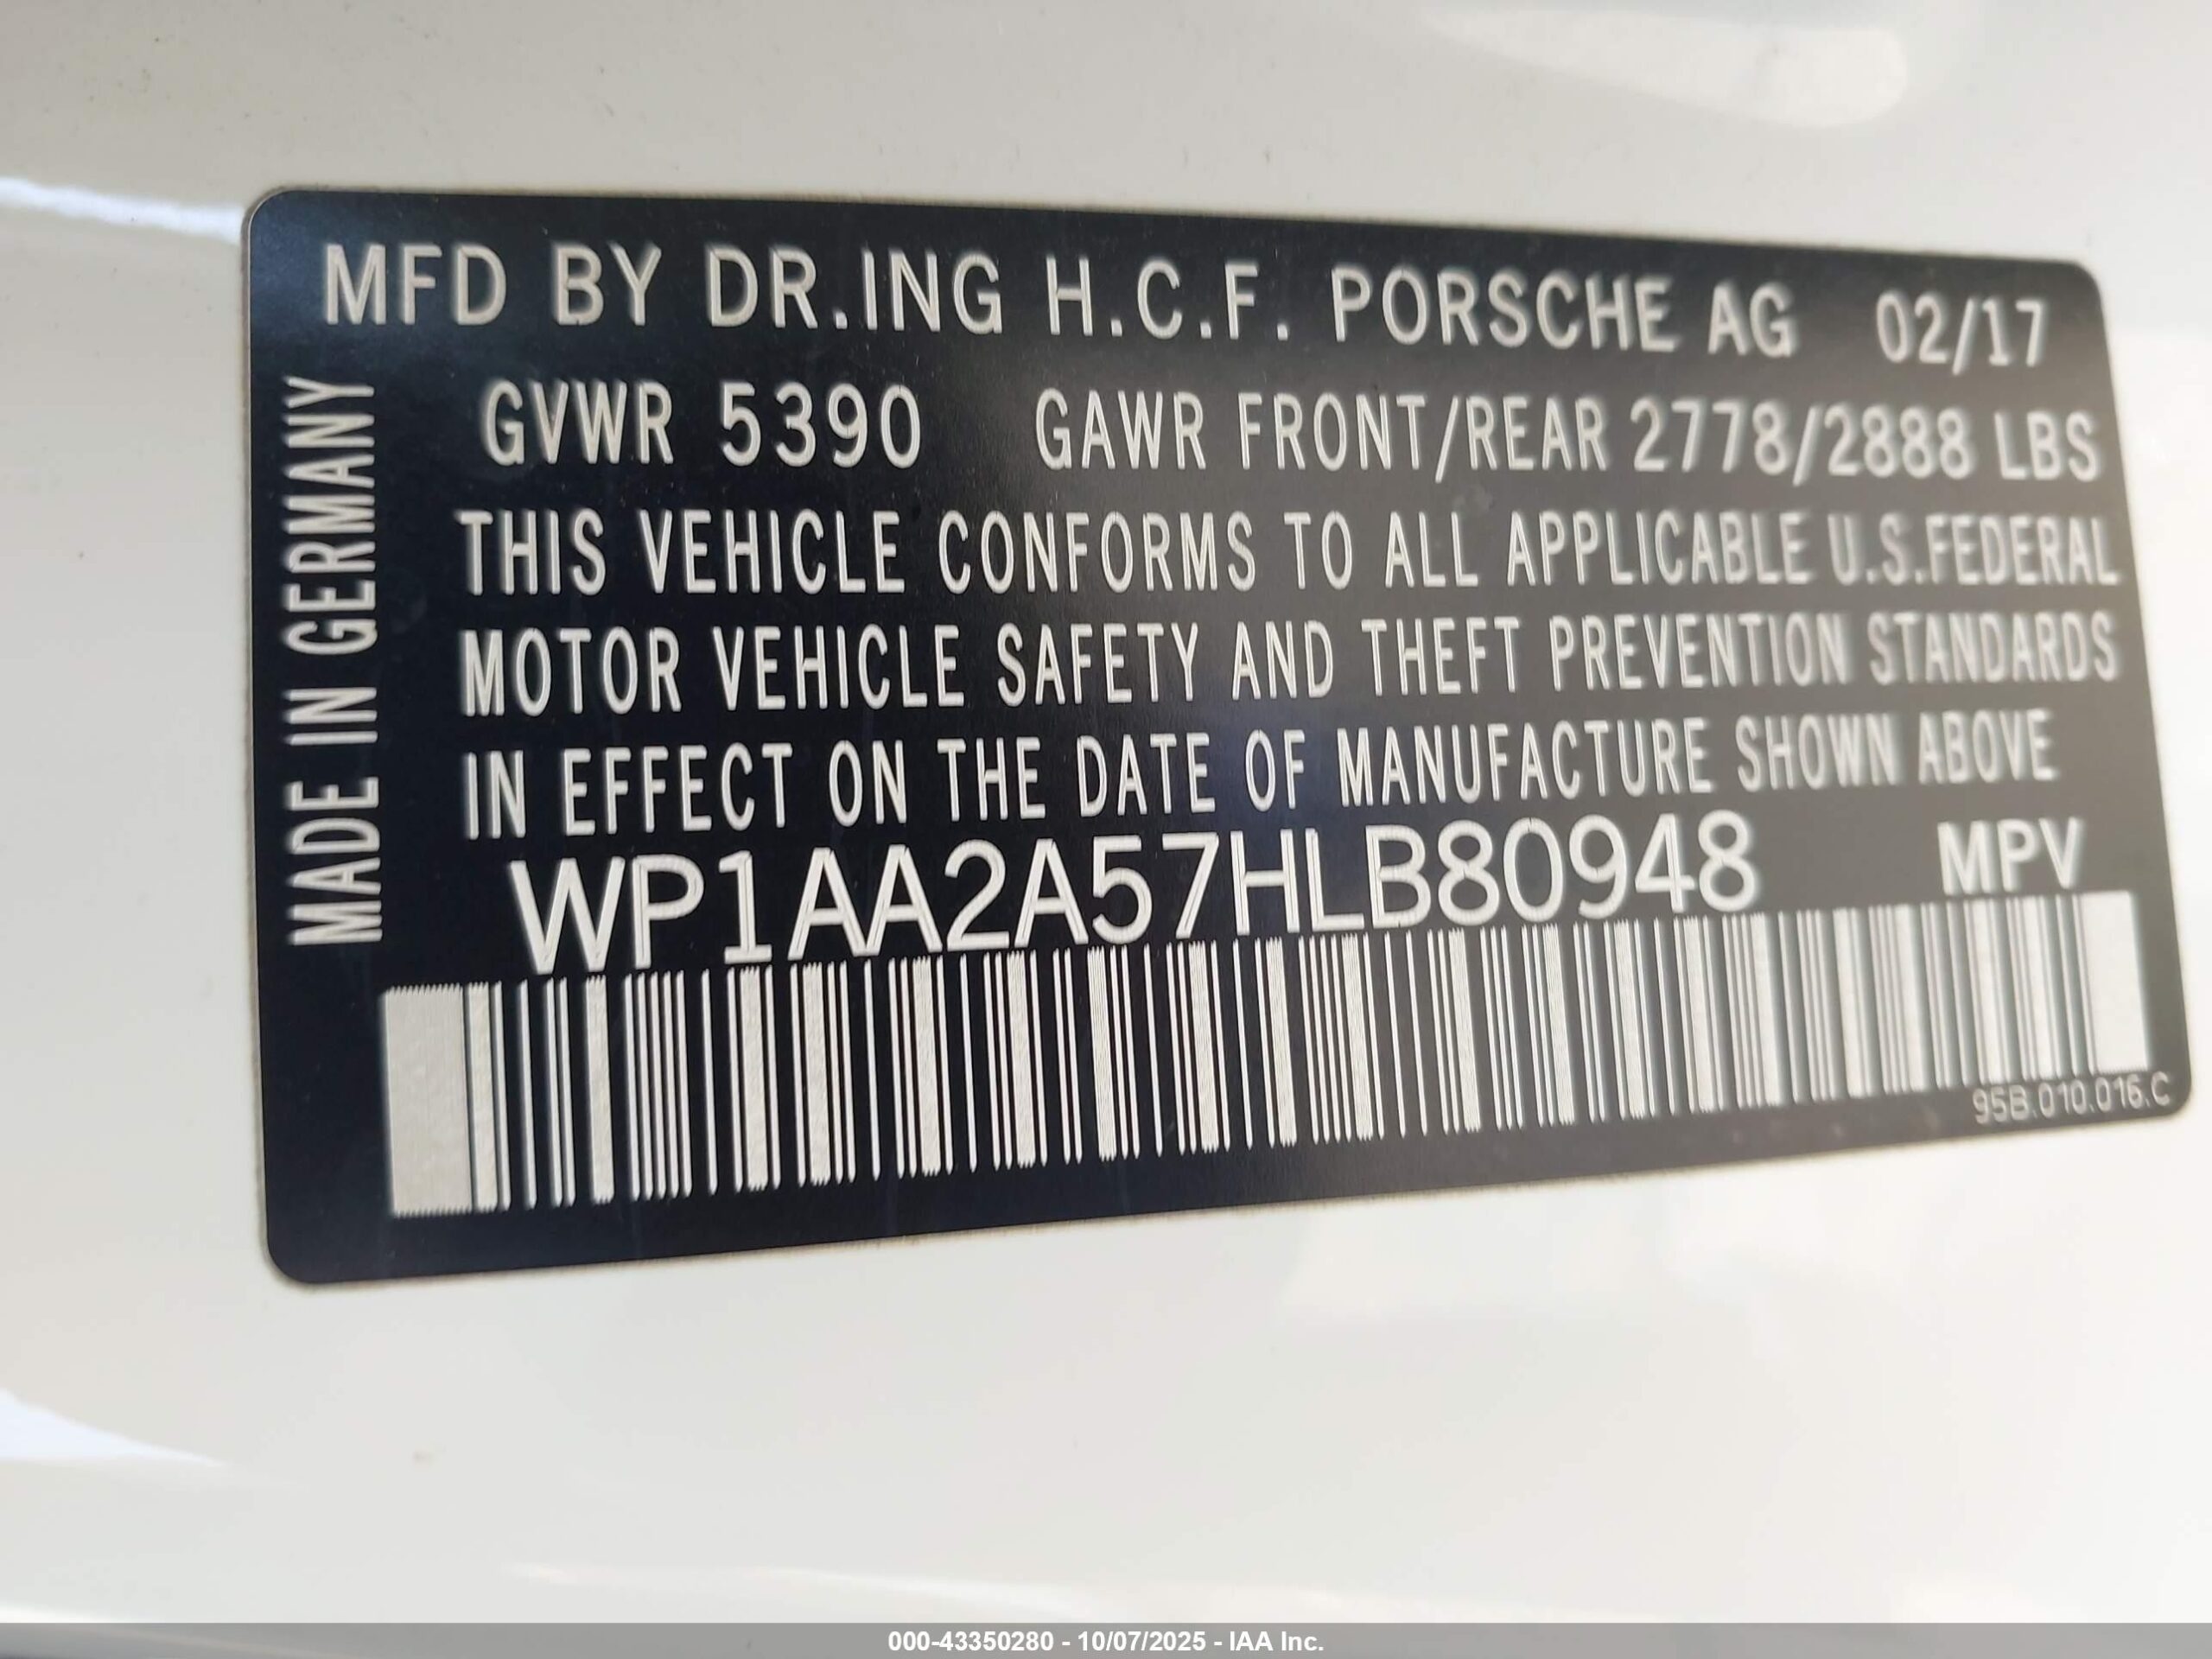 MFD BY DR.ING H.C.F. PORSCHE AG 02/17
GVWR 5390 GAWR FRONT/REAR 2778/2888 LBS
THIS VEHICLE CONFORMS TO ALL APPLICABLE U.S.FEDERAL
MOTOR VEHICLE SAFETY AND THEFT PREVENTION STANDARDS
IN EFFECT ON THE DATE OF MANUFACTURE SHOWN ABOVE
WP1AA2A57HLB80948 MPV
95B.010.016.C
MADE IN GERMANY
000-43350280 - 10/07/2025 - IAA Inc.